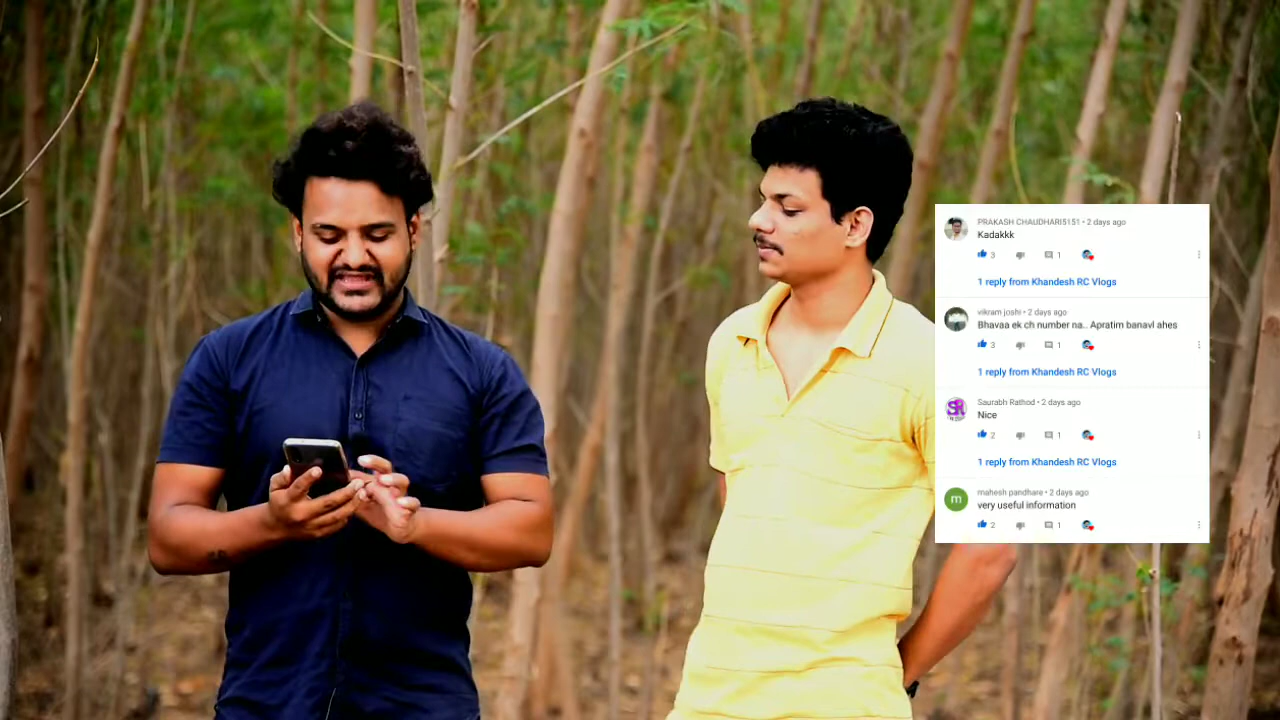 PRAKASH CHAUDHARI5151 • 2 days ago
Kadakkk
3 1
1 reply from Khandesh RC Vlogs
vikram joshi • 2 days ago
Bhavaa ek ch number na.. Apratim banavl ahes
3 1
1 reply from Khandesh RC Vlogs
SR
Saurabh Rathod • 2 days ago
Nice
2 1
1 reply from Khandesh RC Vlogs
m
mahesh pandhare • 2 days ago
very useful information
2 1